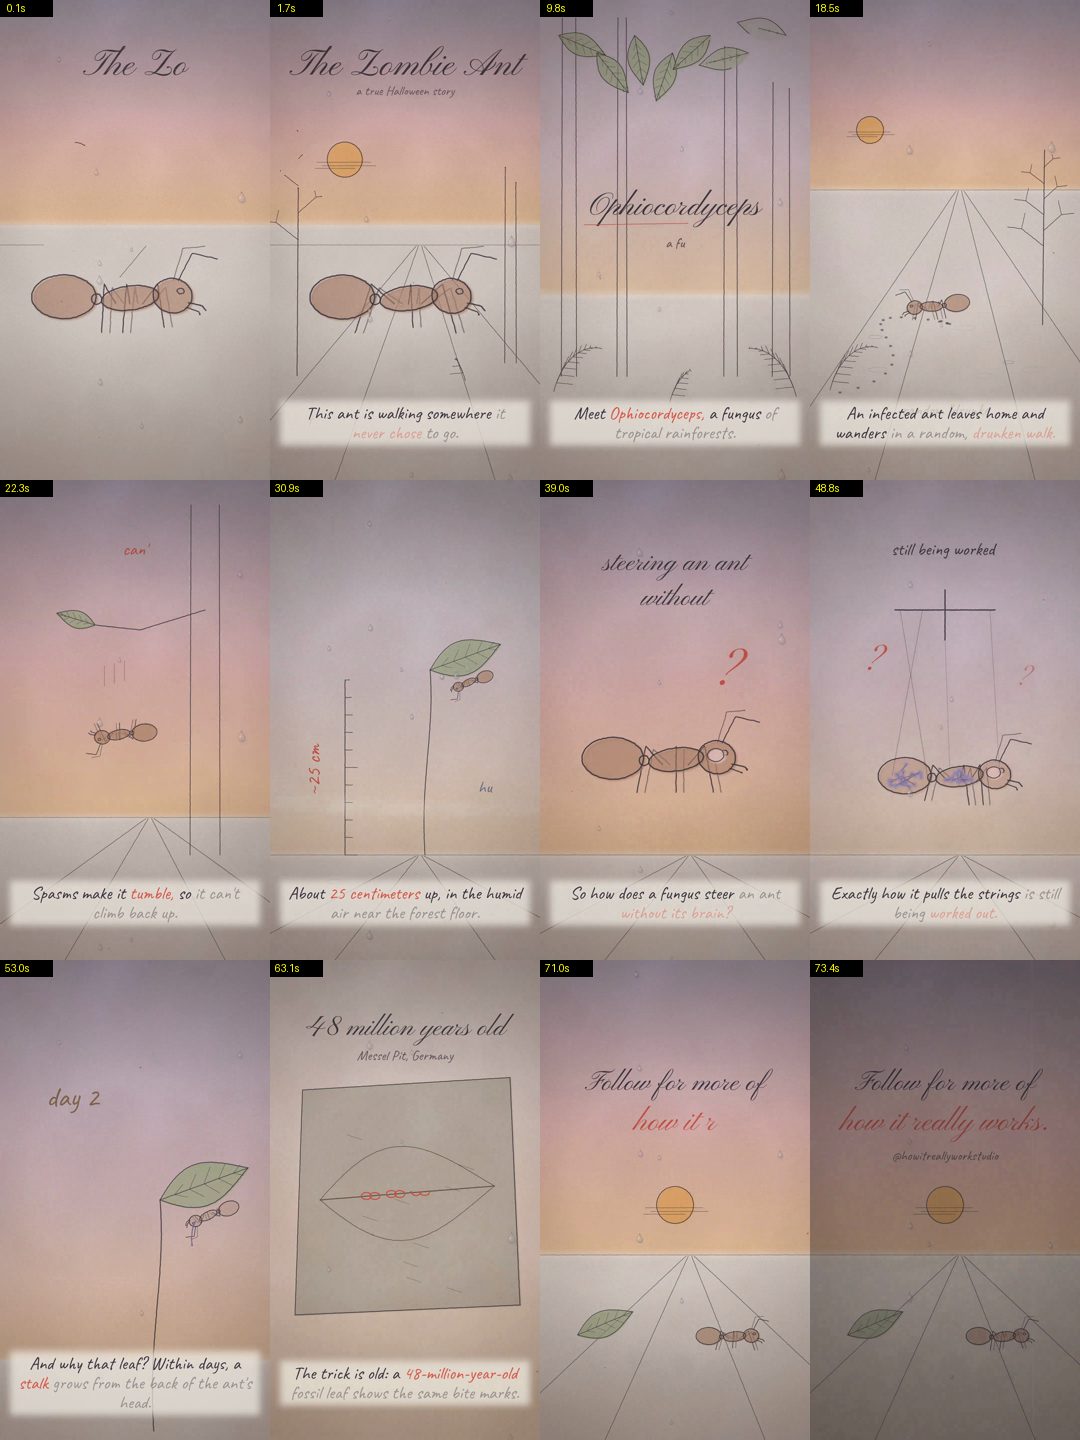 0.1s
The Zo
1.7s
The Zombie Ant
a true Halloween story
This ant is walking somewhere it
never chose to go.
9.8s
Ophiocordyceps
a fu
Meet Ophiocordyceps, a fungus of
tropical rainforests.
18.5s
An infected ant leaves home and
wanders in a random, drunken walk.
22.3s
can'
Spasms make it tumble, so it can't
climb back up.
30.9s
~25 cm
hu
About 25 centimeters up, in the humid
air near the forest floor.
39.0s
steering an ant
without
?
So how does a fungus steer an ant
without its brain?
48.8s
still being worked
?
?
Exactly how it pulls the strings is still
being worked out.
53.0s
day 2
And why that leaf? Within days, a
stalk grows from the back of the ant's
head.
63.1s
48 million years old
Messel Pit, Germany
The trick is old: a 48-million-year-old
fossil leaf shows the same bite marks.
71.0s
Follow for more of
how it r
73.4s
Follow for more of
how it really works.
@howitreallyworkstudio